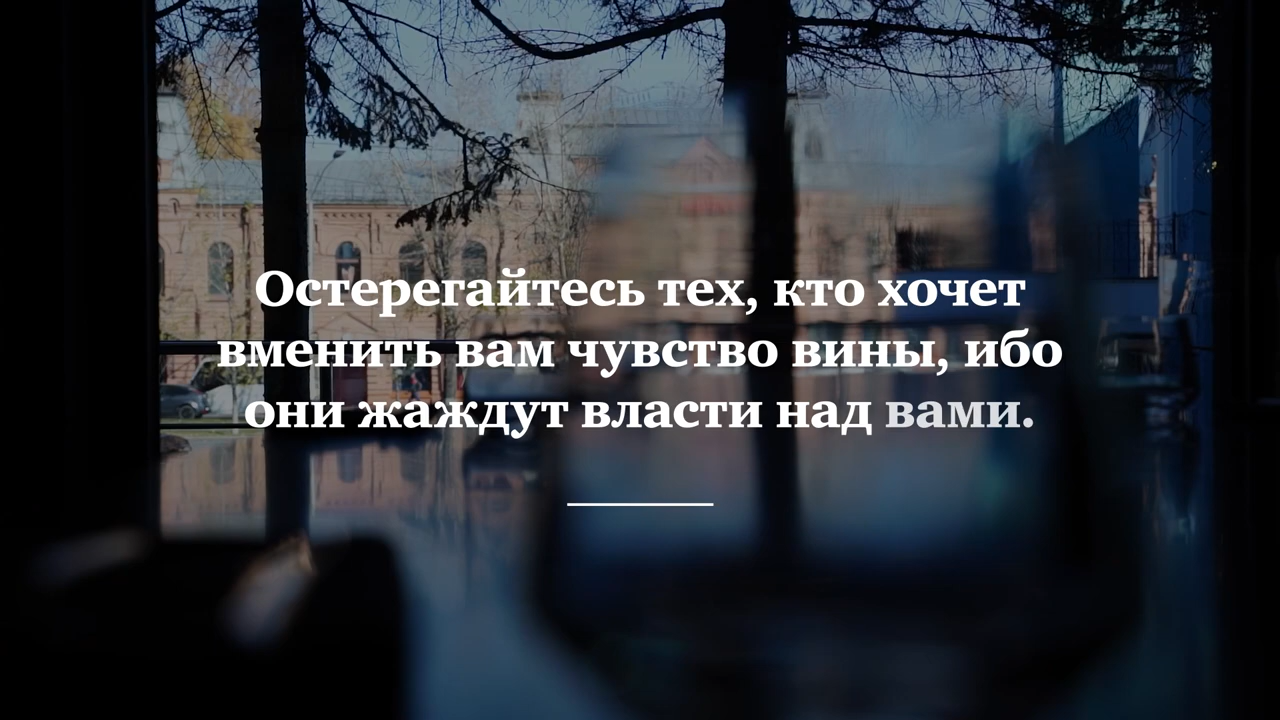 Остерегайтесь тех, кто хочет
вменить вам чувство вины, ибо
они жаждут власти над вами.